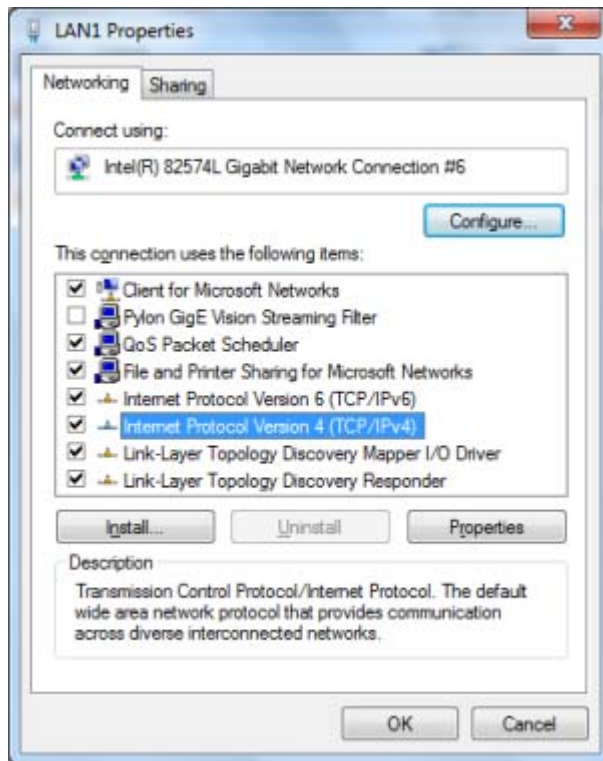 LAN1 Properties
Networking
Sharing
Connect using:
Intel(R) 82574L Gigabit Network Connection #6
Configure...
This connection uses the following items:
Client for Microsoft Networks
Pylon GigE Vision Streaming Filter
QoS Packet Scheduler
File and Printer Sharing for Microsoft Networks
Internet Protocol Version 6 (TCP/IPv6)
Internet Protocol Version 4 (TCP/IPv4)
Link-Layer Topology Discovery Mapper I/O Driver
Link-Layer Topology Discovery Responder
Install...
Uninstall
Properties
Description
Transmission Control Protocol/Internet Protocol. The default
wide area network protocol that provides communication
across diverse interconnected networks.
OK
Cancel